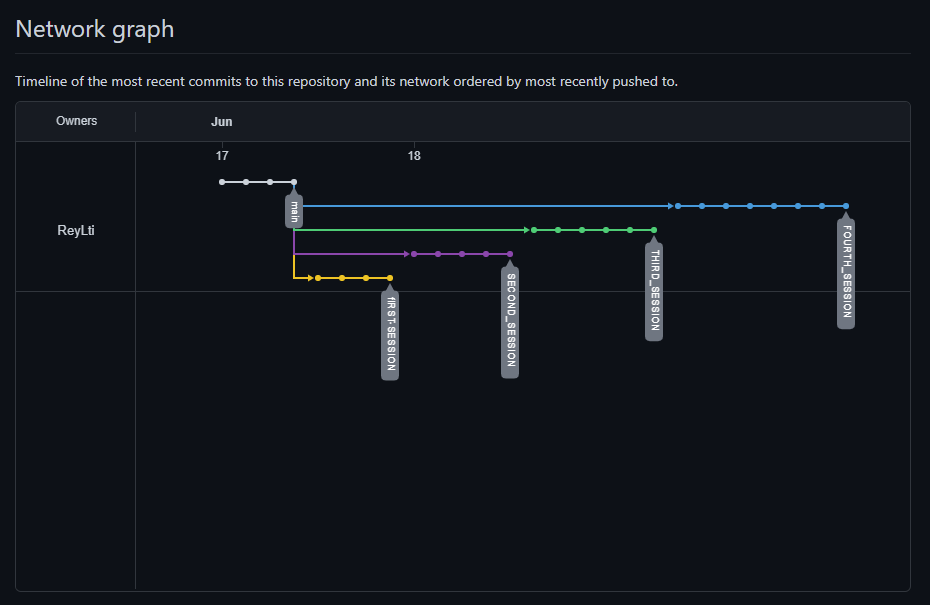 Network graph
Timeline of the most recent commits to this repository and its network ordered by most recently pushed to.
Owners
Jun
17
18
ReyLti
main
fIRST-SESSION
SECOND_SESSION
THIRD_SESSION
FOURTH_SESSION